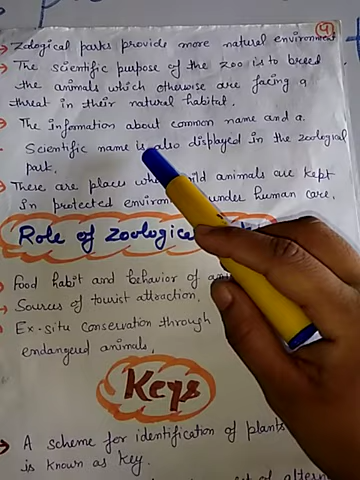 4
Zological parks provide more natural environment
The scientific purpose of the zoo is to breed
the animals which otherwise are facing a
threat in their natural habitat.
The information about common name and a
Scientific name is also displayed in the zoological
park.
These are places wild animals are kept
in protected under human care.
Role of Zoological
Food habit and behavior of
Sources of tourist attraction.
Ex-situ Conservation through
endangered animals.
Keys
A scheme for identification of plants
is known as key.